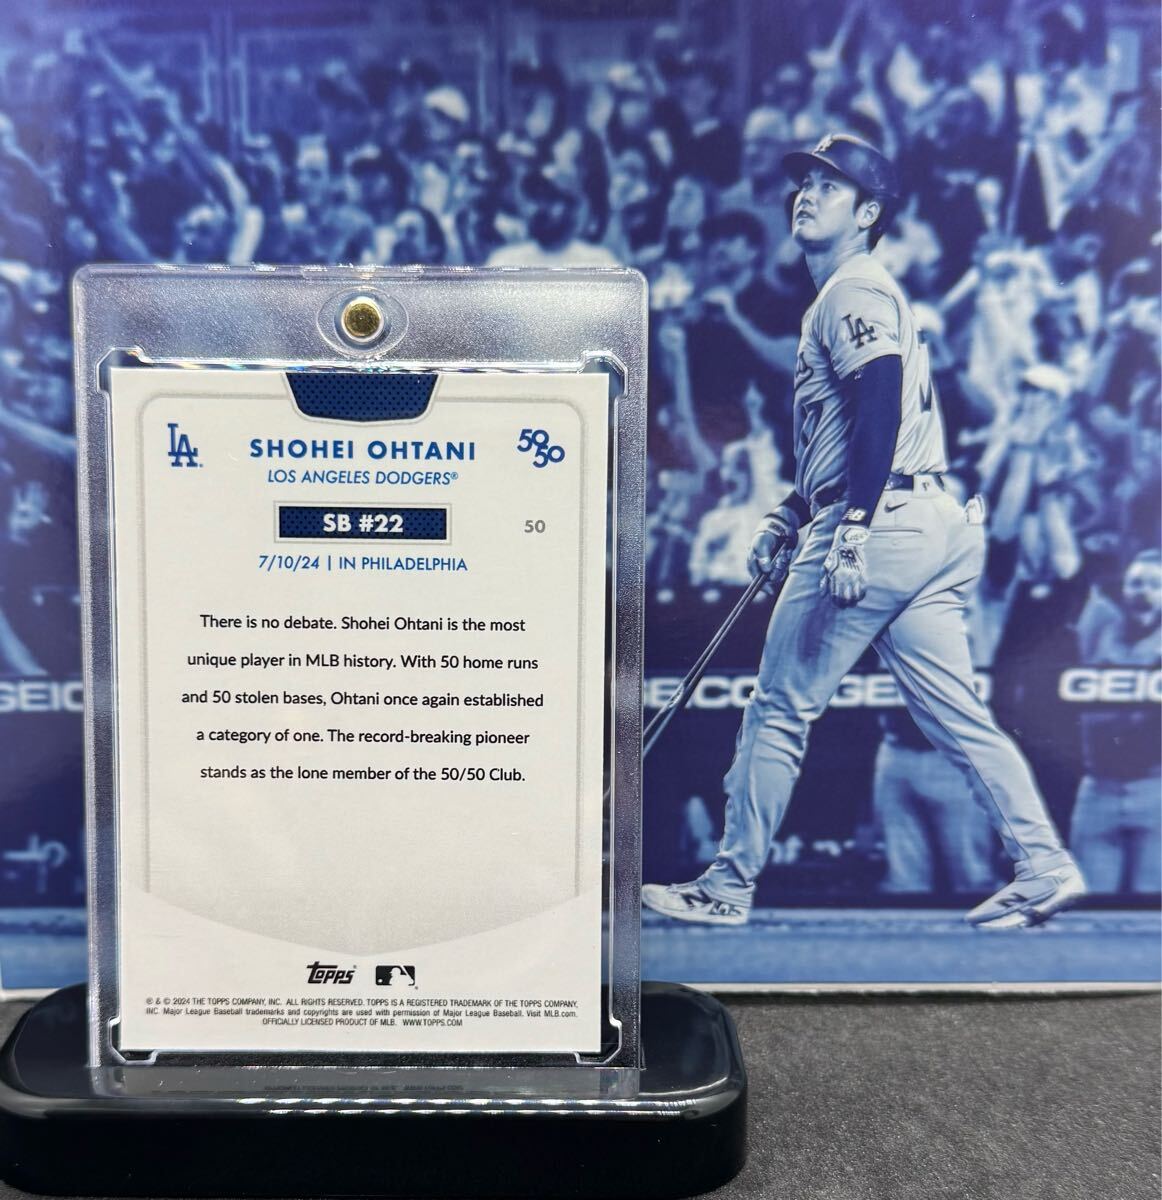 LA
SHOHEI OHTANI
50
50
LOS ANGELES DODGERS®
SB #22
50
7/10/24 | IN PHILADELPHIA
There is no debate. Shohei Ohtani is the most
unique player in MLB history. With 50 home runs
and 50 stolen bases, Ohtani once again established
a category of one. The record-breaking pioneer
stands as the lone member of the 50/50 Club.
Topps
® & © 2024 THE TOPPS COMPANY, INC. ALL RIGHTS RESERVED. TOPPS IS A REGISTERED TRADEMARK OF THE TOPPS COMPANY,
INC. Major League Baseball trademarks and copyrights are used with permission of Major League Baseball. Visit MLB.com.
OFFICIALLY LICENSED PRODUCT OF MLB. WWW.TOPPS.COM
LA
LA
NB
GEICO
GEICO
GEIC